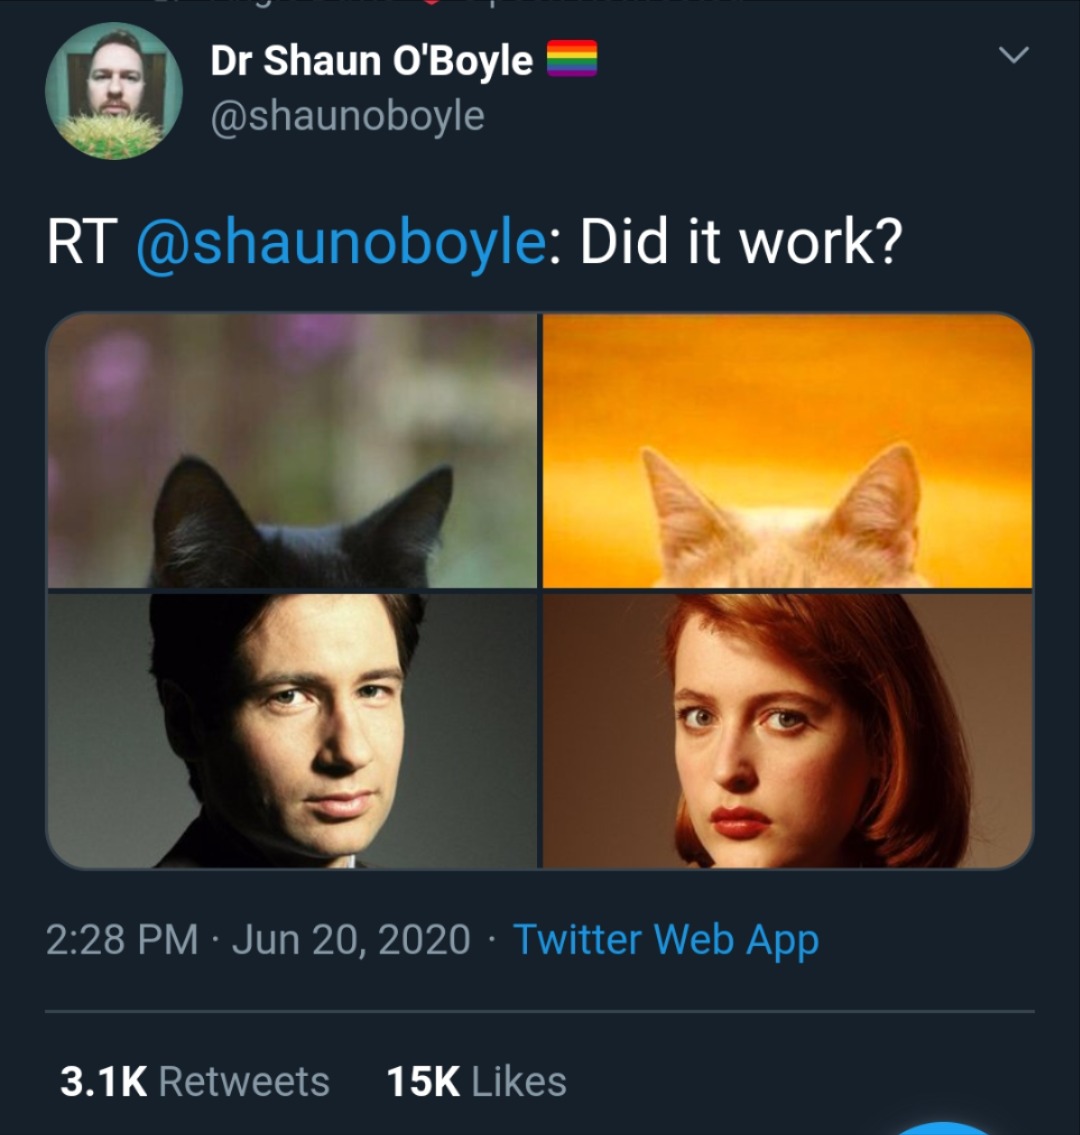 Dr Shaun O'Boyle 🏳️‍🌈
@shaunoboyle
RT @shaunoboyle: Did it work?
2:28 PM · Jun 20, 2020 · Twitter Web App
3.1K Retweets 15K Likes